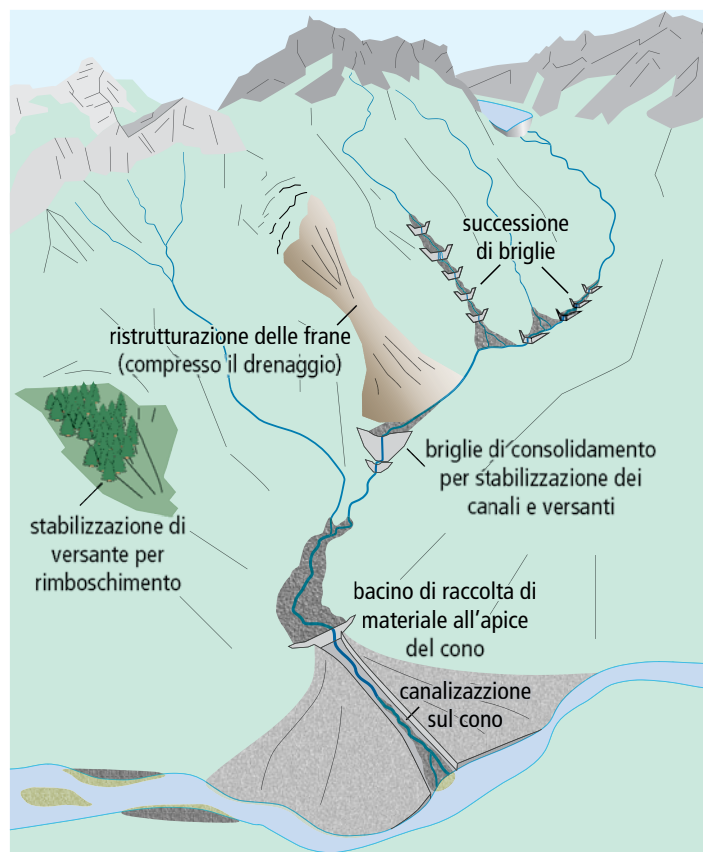 successione
di briglie
ristrutturazione delle frane
(compresso il drenaggio)
briglie di consolidamento
per stabilizzazione dei
canali e versanti
stabilizzazione di
versante per
rimboschimento
bacino di raccolta di
materiale all'apice
del cono
canalizazzione
sul cono